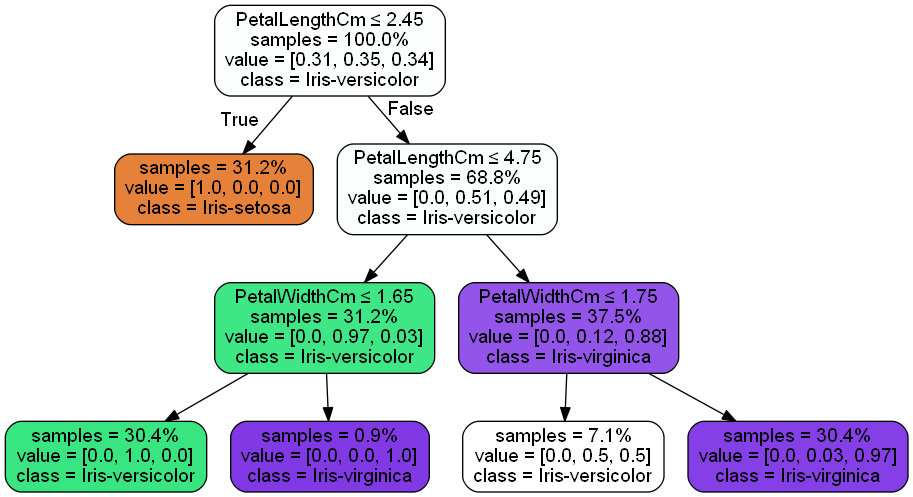 PetalLengthCm ≤ 2.45
samples = 100.0%
value = [0.31, 0.35, 0.34]
class = Iris-versicolor
True
False
samples = 31.2%
value = [1.0, 0.0, 0.0]
class = Iris-setosa
PetalLengthCm ≤ 4.75
samples = 68.8%
value = [0.0, 0.51, 0.49]
class = Iris-versicolor
PetalWidthCm ≤ 1.65
samples = 31.2%
value = [0.0, 0.97, 0.03]
class = Iris-versicolor
PetalWidthCm ≤ 1.75
samples = 37.5%
value = [0.0, 0.12, 0.88]
class = Iris-virginica
samples = 30.4%
value = [0.0, 1.0, 0.0]
class = Iris-versicolor
samples = 0.9%
value = [0.0, 0.0, 1.0]
class = Iris-virginica
samples = 7.1%
value = [0.0, 0.5, 0.5]
class = Iris-versicolor
samples = 30.4%
value = [0.0, 0.03, 0.97]
class = Iris-virginica